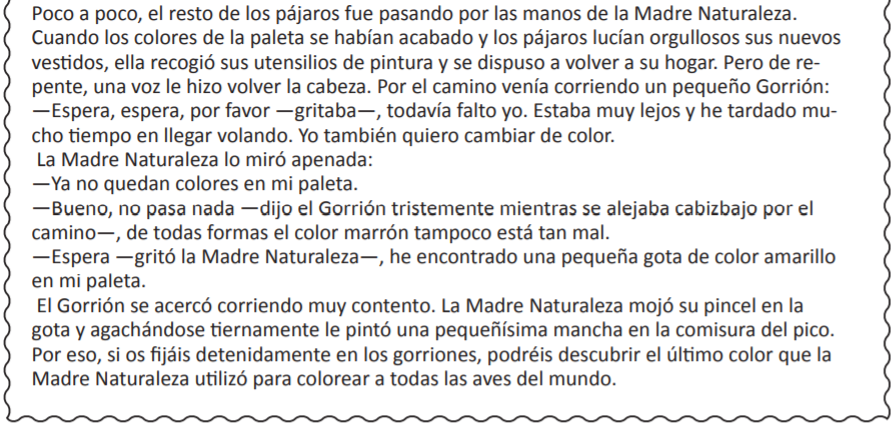 Poco a poco, el resto de los pájaros fue pasando por las manos de la Madre Naturaleza.
Cuando los colores de la paleta se habían acabado y los pájaros lucían orgullosos sus nuevos
vestidos, ella recogió sus utensilios de pintura y se dispuso a volver a su hogar. Pero de re-
pente, una voz le hizo volver la cabeza. Por el camino venía corriendo un pequeño Gorrión:
—Espera, espera, por favor —gritaba—, todavía falto yo. Estaba muy lejos y he tardado mu-
cho tiempo en llegar volando. Yo también quiero cambiar de color.
La Madre Naturaleza lo miró apenada:
—Ya no quedan colores en mi paleta.
—Bueno, no pasa nada —dijo el Gorrión tristemente mientras se alejaba cabizbajo por el
camino—, de todas formas el color marrón tampoco está tan mal.
—Espera —gritó la Madre Naturaleza—, he encontrado una pequeña gota de color amarillo
en mi paleta.
El Gorrión se acercó corriendo muy contento. La Madre Naturaleza mojó su pincel en la
gota y agachándose tiernamente le pintó una pequeñísima mancha en la comisura del pico.
Por eso, si os fijáis detenidamente en los gorriones, podréis descubrir el último color que la
Madre Naturaleza utilizó para colorear a todas las aves del mundo.